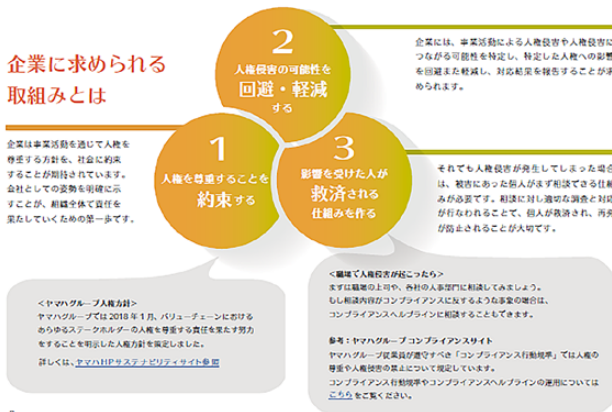 企業に求められる
取組みとは
企業は事業活動を通じて人権を
尊重する方針を、社会に約束
することが期待されています。
会社としての姿勢を明確に示
すことが、組織全体で責任を
果たしていくための第一歩です。
2
人権侵害の可能性を
回避・軽減
する
企業には、事業活動による人権侵害や人権侵害に
つながる可能性を特定し、特定した人権への影響
を回避また軽減し、対応結果を報告することが求
められます。
1
人権を尊重することを
約束する
3
影響を受けた人が
救済される
仕組みを作る
それでも人権侵害が発生してしまった場合
は、被害にあった個人がまず相談できる仕組
みが必要です。相談に対し適切な調査と対応
が行なわれることで、個人が救済され、再発
が防止されることが大切です。
<ヤマハグループ人権方針>
ヤマハグループでは2018年1月、バリューチェーンにおける
あらゆるステークホルダーの人権を尊重する責任を果たす努力
をすることを明示した人権方針を策定しました。
詳しくは、ヤマハHPサステナビリティサイト参照
<職場で人権侵害が起こったら>
まずは職場の上司や、各社の人事部門に相談してみましょう。
もし相談内容がコンプライアンスに反するような事象の場合は、
コンプライアンスヘルプラインに相談することもできます。
参考:ヤマハグループ コンプライアンスサイト
ヤマハグループ従業員が遵守すべき「コンプライアンス行動規準」では人権の
尊重や人権侵害の禁止について規定しています。
コンプライアンス行動規準やコンプライアンスヘルプラインの運用については
こちらをご覧ください。